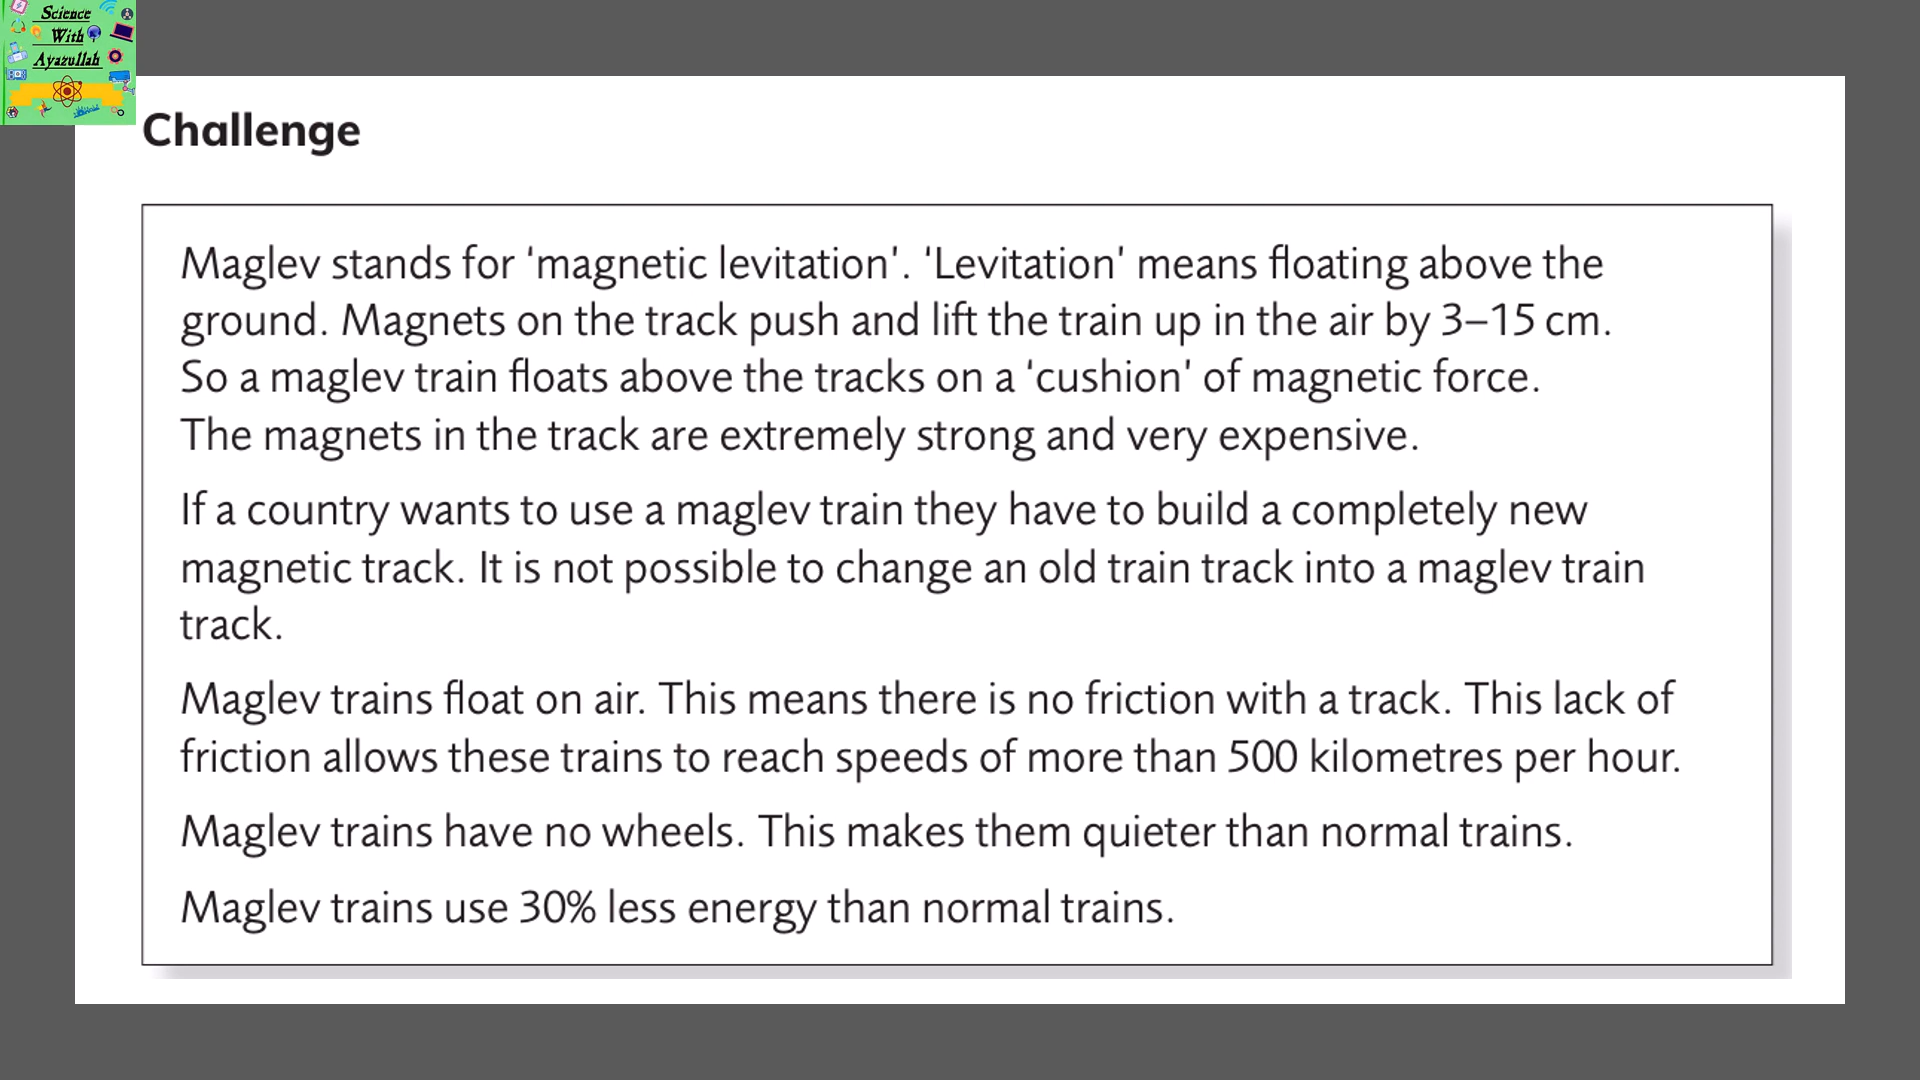 Science
With
Ayazullah
Challenge
Maglev stands for ‘magnetic levitation’. ‘Levitation’ means floating above the
ground. Magnets on the track push and lift the train up in the air by 3–15 cm.
So a maglev train floats above the tracks on a ‘cushion’ of magnetic force.
The magnets in the track are extremely strong and very expensive.
If a country wants to use a maglev train they have to build a completely new
magnetic track. It is not possible to change an old train track into a maglev train
track.
Maglev trains float on air. This means there is no friction with a track. This lack of
friction allows these trains to reach speeds of more than 500 kilometres per hour.
Maglev trains have no wheels. This makes them quieter than normal trains.
Maglev trains use 30% less energy than normal trains.